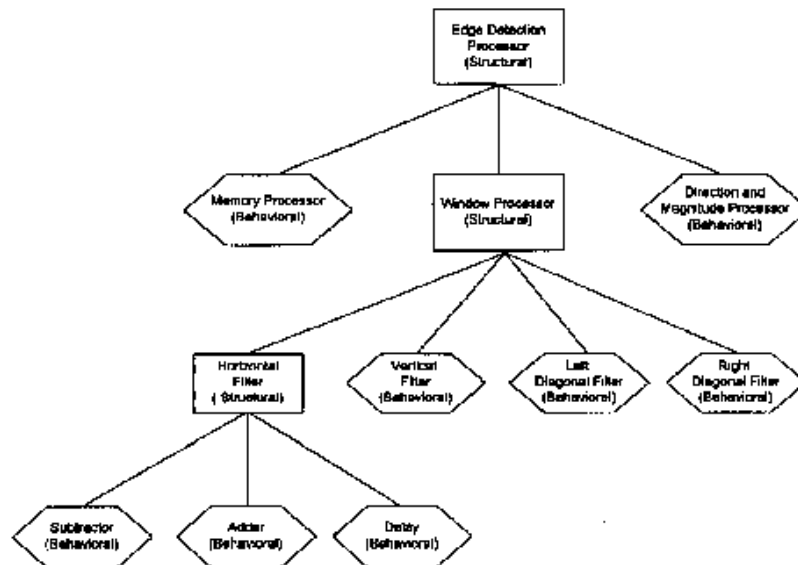 Edge Detection
Processor
(Structural)
Memory Processor
(Behavioral)
Window Processor
(Structural)
Direction and
Magnitude Processor
(Behavioral)
Horizontal
Filter
( Structural)
Vertical
Filter
(Behavioral)
Left
Diagonal Filter
(Behavioral)
Right
Diagonal Filter
(Behavioral)
Subtractor
(Behavioral)
Adder
(Behavioral)
Delay
(Behavioral)